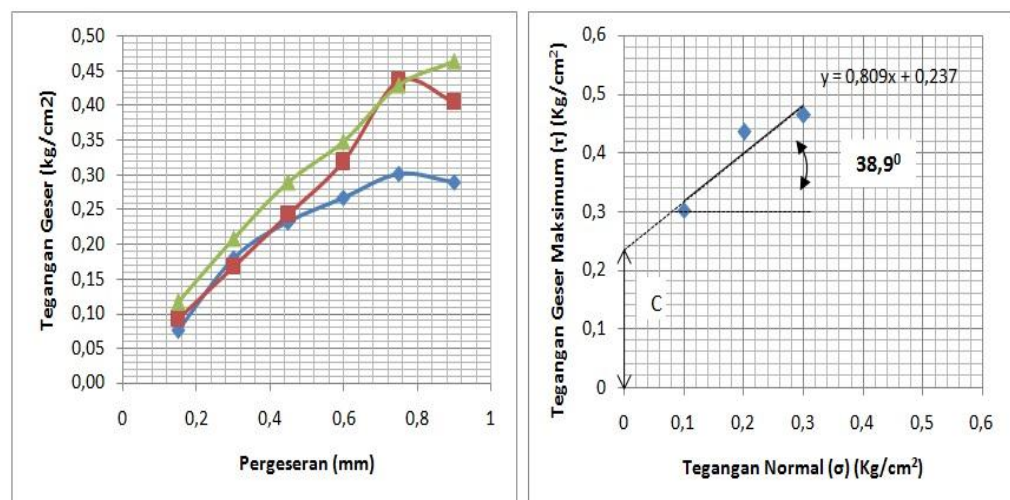 Tegangan Geser (kg/cm2)
0,50
0,45
0,40
0,35
0,30
0,25
0,20
0,15
0,10
0,05
0,00
0 0,2 0,4 0,6 0,8 1
Pergeseran (mm)
Tegangan Geser Maksimum (τ) (Kg/cm²)
0,6
0,5
0,4
0,3
0,2
0,1
0
y = 0,809x + 0,237
38,9⁰
C
0 0,1 0,2 0,3 0,4 0,5 0,6
Tegangan Normal (σ) (Kg/cm²)